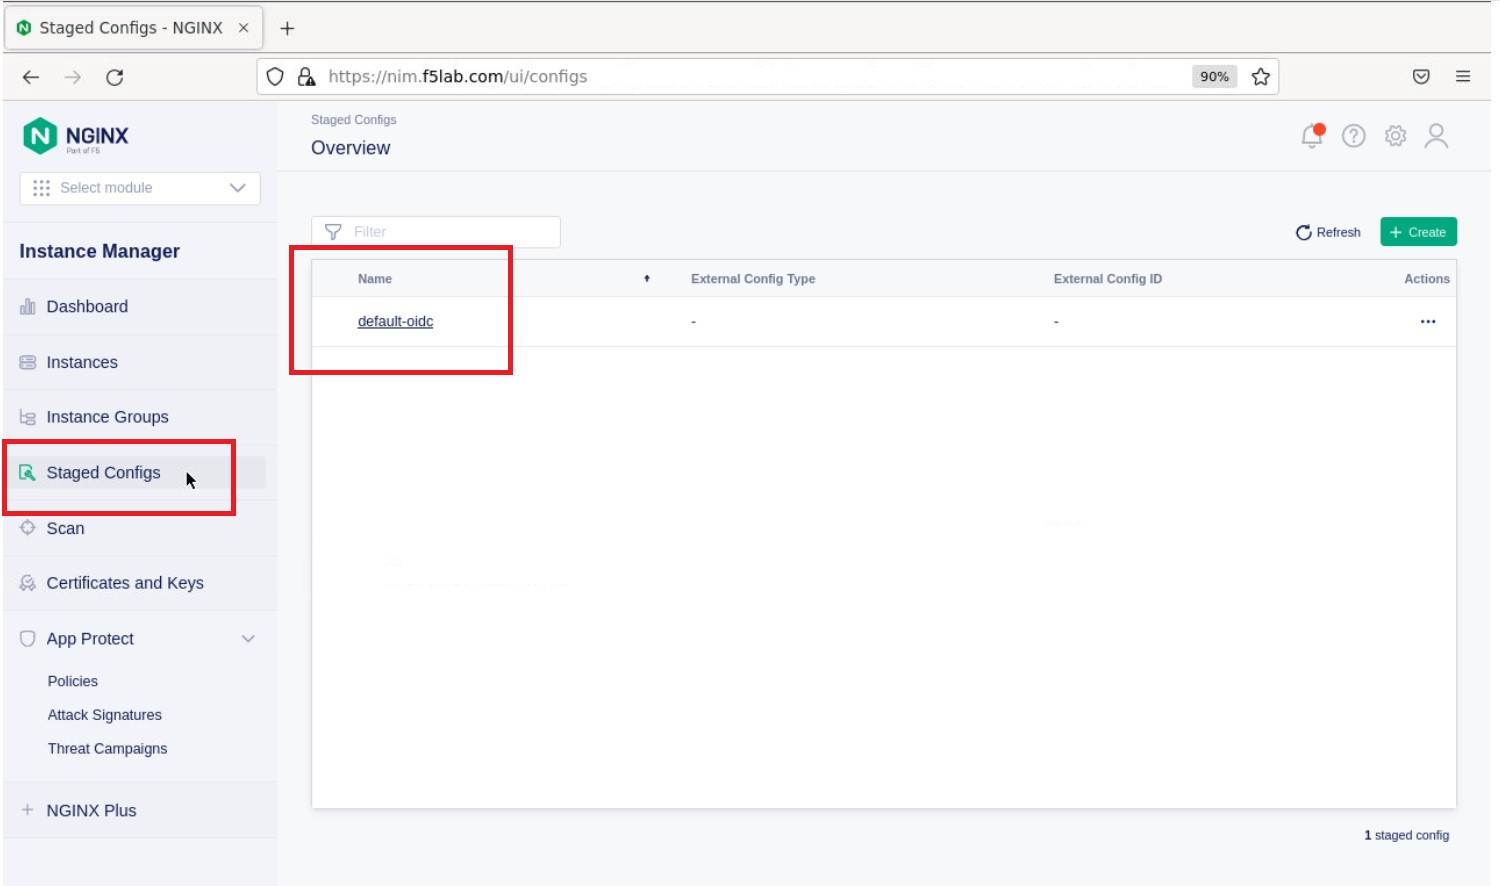 Staged Configs - NGINX
https://nim.f5lab.com/ui/configs
90%
NGINX
Part of F5
Select module
Instance Manager
Dashboard
Instances
Instance Groups
Staged Configs
Scan
Certificates and Keys
App Protect
Policies
Attack Signatures
Threat Campaigns
NGINX Plus
Staged Configs
Overview
Filter
Refresh
Create
Name External Config Type External Config ID Actions
default-oidc - -
1 staged config